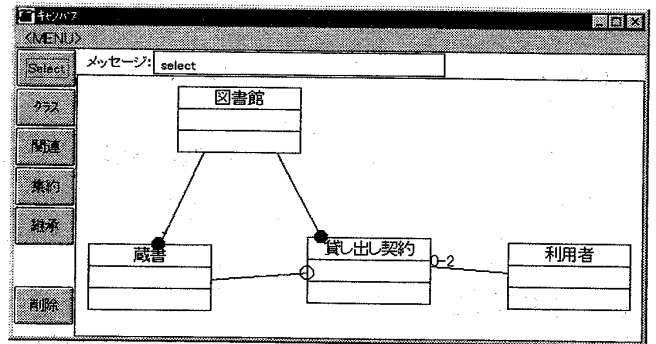 キャンバス
<MENU>
Select
メッセージ: select
クラス
関連
集約
継承
削除
図書館
蔵書
貸し出し契約
0-2
利用者